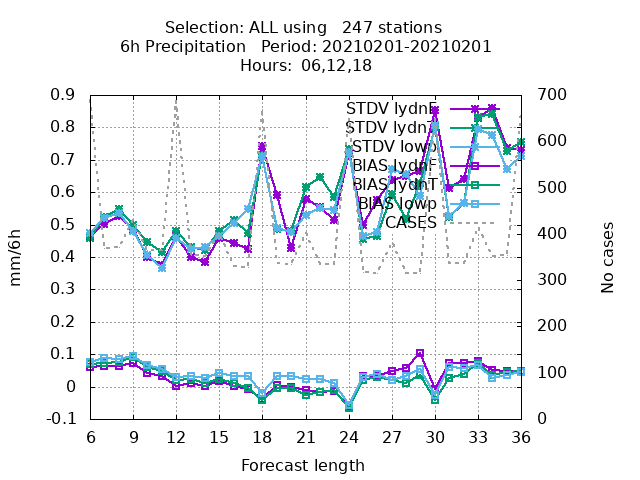 Selection: ALL using   247 stations
6h Precipitation   Period: 20210201-20210201
Hours:  06,12,18
0.9
0.8
0.7
0.6
0.5
0.4
0.3
0.2
0.1
0
-0.1
mm/6h
700
600
500
400
300
200
100
0
No cases
STDV lydnF
STDV lydnT
STDV lowp
BIAS lydnF
BIAS lydnT
BIAS lowp
CASES
6 9 12 15 18 21 24 27 30 33 36
Forecast length